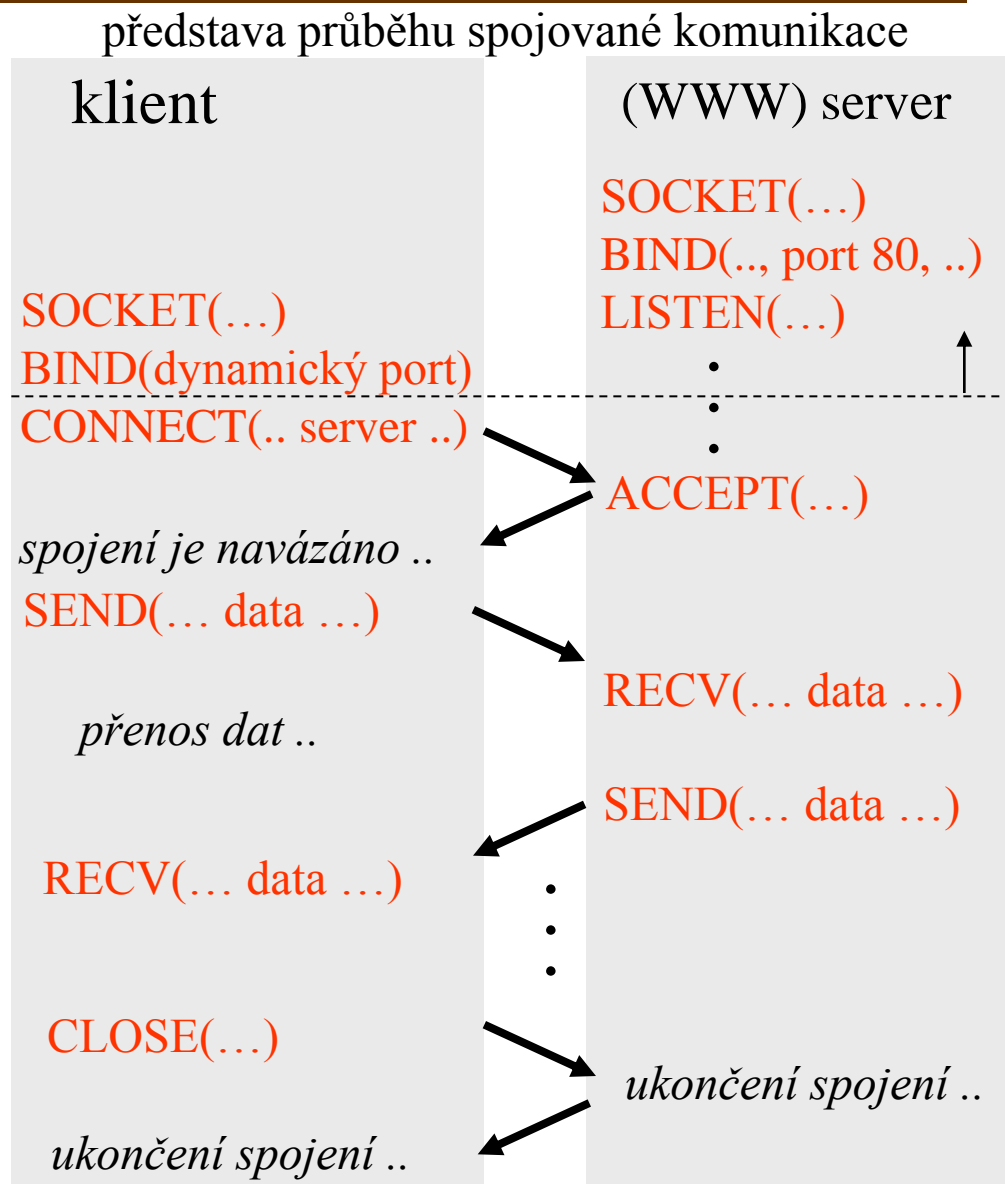 představa průběhu spojované komunikace
klient
(WWW) server
SOCKET(…)
BIND(.., port 80, ..)
LISTEN(…)
SOCKET(…)
BIND(dynamický port)
CONNECT(.. server ..)
ACCEPT(…)
spojení je navázáno ..
SEND(… data …)
RECV(… data …)
přenos dat ..
SEND(… data …)
RECV(… data …)
CLOSE(…)
ukončení spojení ..
ukončení spojení ..